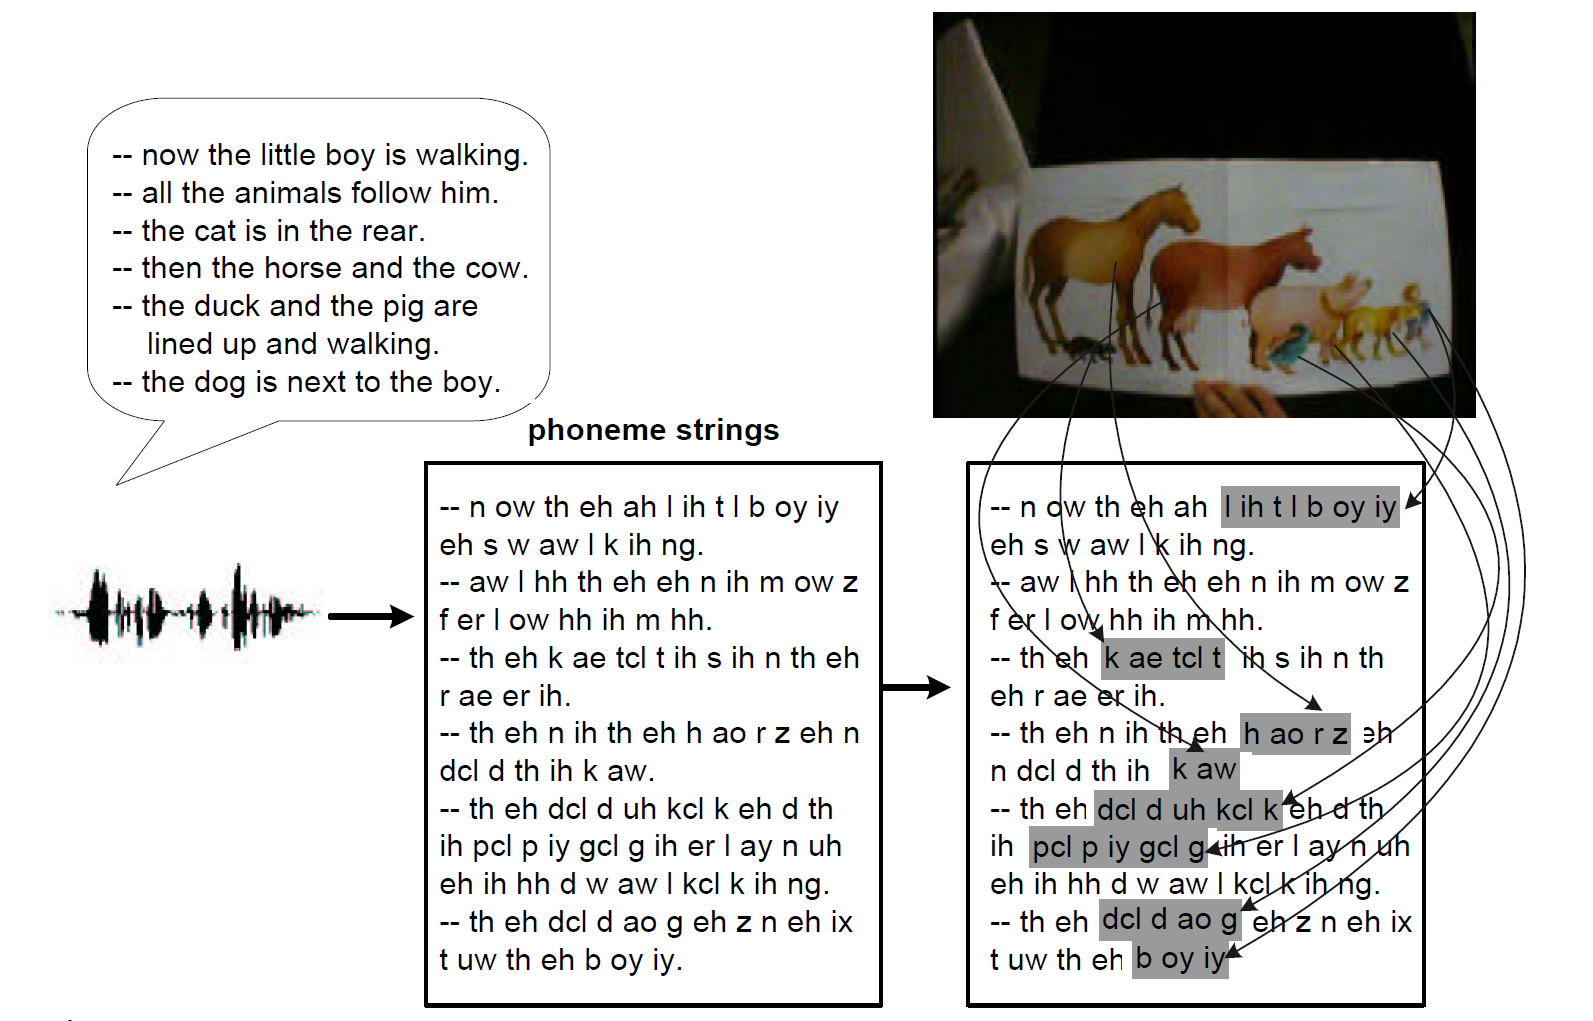 -- now the little boy is walking.
-- all the animals follow him.
-- the cat is in the rear.
-- then the horse and the cow.
-- the duck and the pig are
lined up and walking.
-- the dog is next to the boy.
phoneme strings
-- n ow th eh ah l ih t l b oy iy
eh s w aw l k ih ng.
-- aw l hh th eh eh n ih m ow z
f er l ow hh ih m hh.
-- th eh k ae tcl t ih s ih n th eh
r ae er ih.
-- th eh n ih th eh h ao r z eh n
dcl d th ih k aw.
-- th eh dcl d uh kcl k eh d th
ih pcl p iy gcl g ih er l ay n uh
eh ih hh d w aw l kcl k ih ng.
-- th eh dcl d ao g eh z n eh ix
t uw th eh b oy iy.
-- n ow th eh ah l ih t l b oy iy
eh s w aw l k ih ng.
-- aw l hh th eh eh n ih m ow z
f er l ow hh ih m hh.
-- th eh k ae tcl t ih s ih n th
eh r ae er ih.
-- th eh n ih th eh h ao r z eh
n dcl d th ih k aw
-- th eh dcl d uh kcl k eh d th
ih pcl p iy gcl g ih er l ay n uh
eh ih hh d w aw l kcl k ih ng.
-- th eh dcl d ao g eh z n eh ix
t uw th eh b oy iy